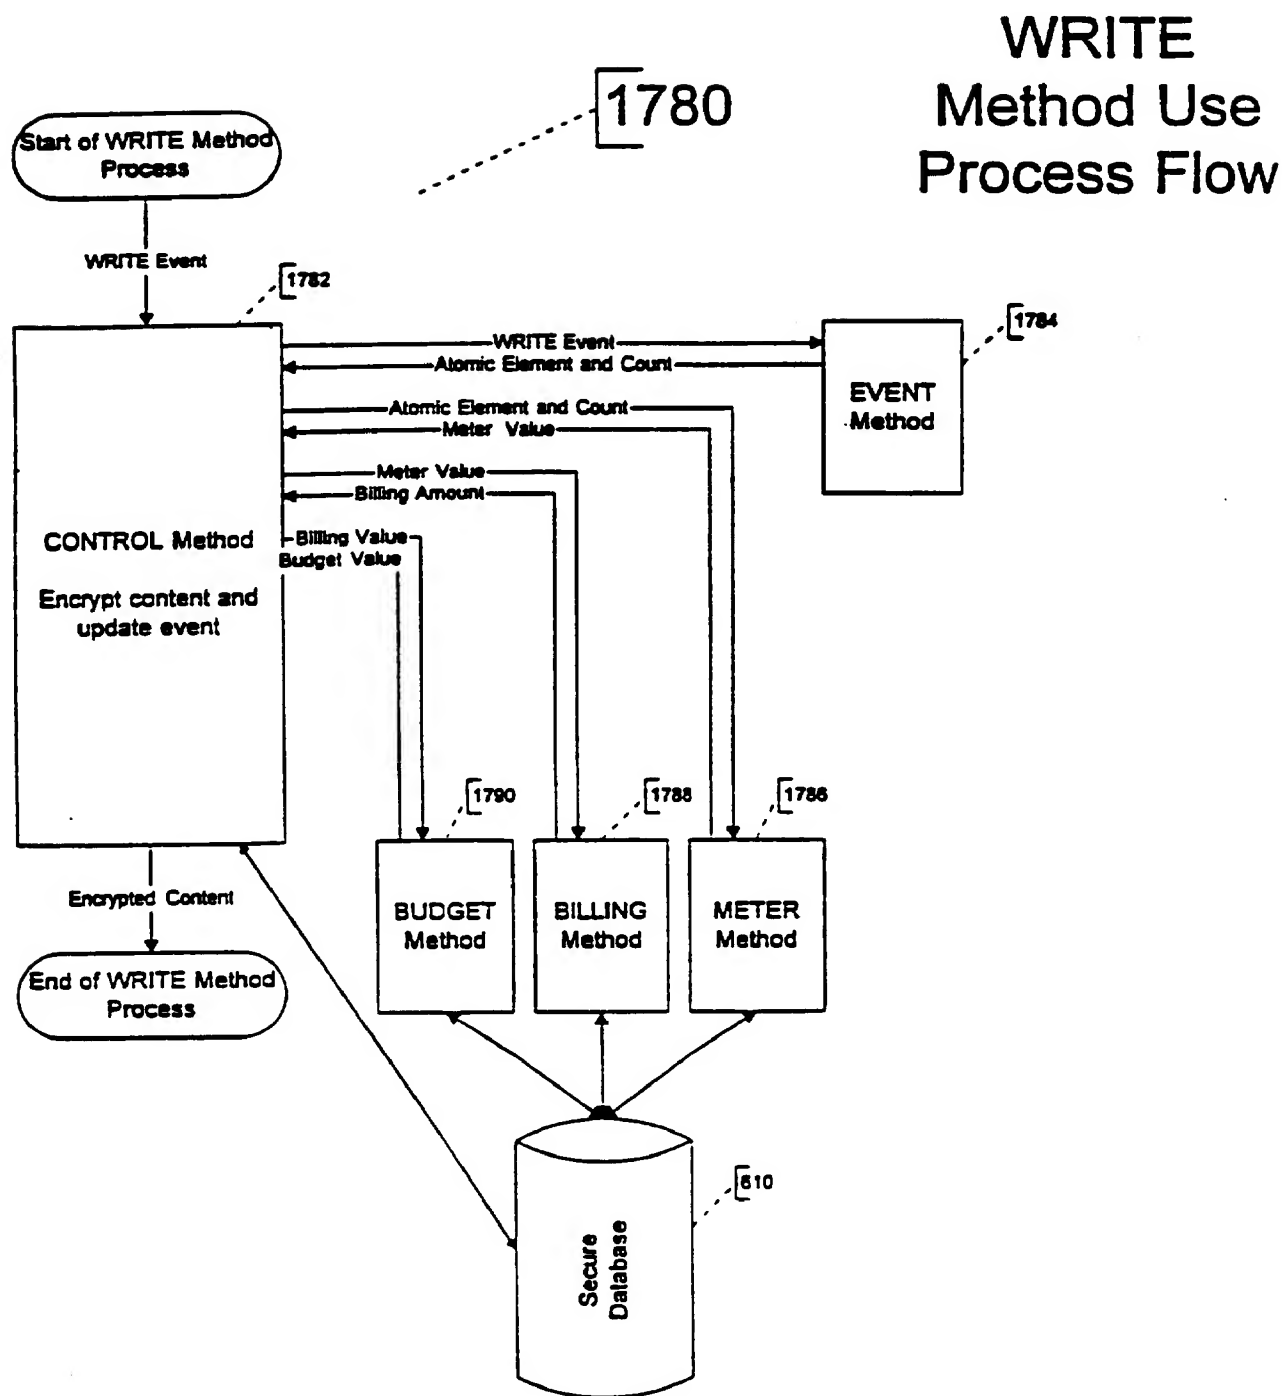 WRITE
Method Use
Process Flow
1780
Start of WRITE Method
Process
WRITE Event
1782
WRITE Event
Atomic Element and Count
1784
EVENT
Method
Atomic Element and Count
Meter Value
Meter Value
Billing Amount
Billing Value
Budget Value
CONTROL Method
Encrypt content and
update event
1790
1788
1786
BUDGET
Method
BILLING
Method
METER
Method
Encrypted Content
End of WRITE Method
Process
610
Secure
Database